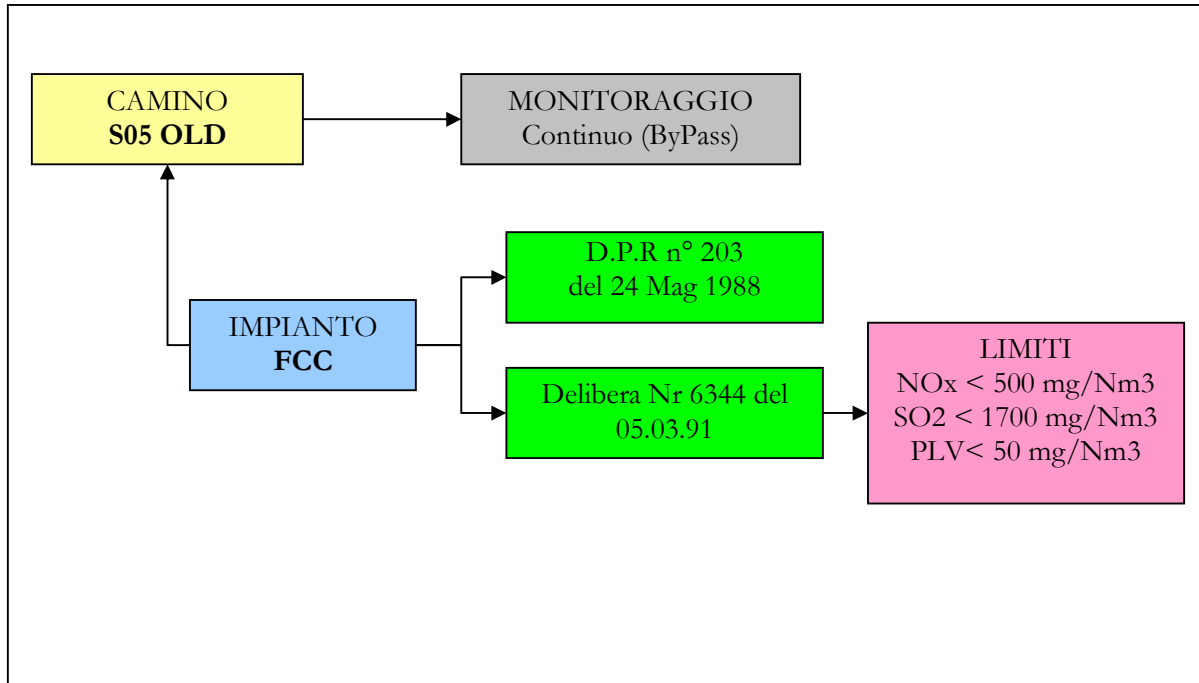 CAMINO
S05 OLD
MONITORAGGIO
Continuo (ByPass)
D.P.R n° 203
del 24 Mag 1988
IMPIANTO
FCC
Delibera Nr 6344 del
05.03.91
LIMITI
NOx < 500 mg/Nm3
SO2 < 1700 mg/Nm3
PLV< 50 mg/Nm3